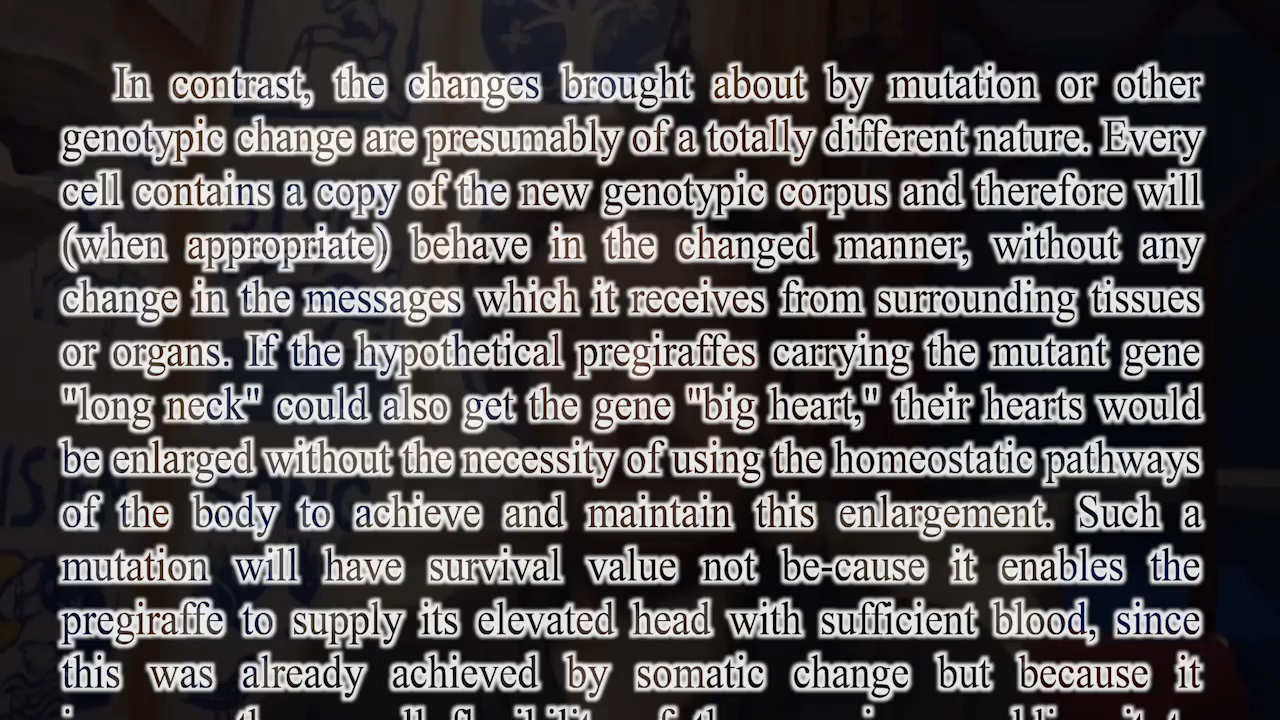 In contrast, the changes brought about by mutation or other
genotypic change are presumably of a totally different nature. Every
cell contains a copy of the new genotypic corpus and therefore will
(when appropriate) behave in the changed manner, without any
change in the messages which it receives from surrounding tissues
or organs. If the hypothetical pregiraffes carrying the mutant gene
"long neck" could also get the gene "big heart," their hearts would
be enlarged without the necessity of using the homeostatic pathways
of the body to achieve and maintain this enlargement. Such a
mutation will have survival value not be-cause it enables the
pregiraffe to supply its elevated head with sufficient blood, since
this was already achieved by somatic change but because it